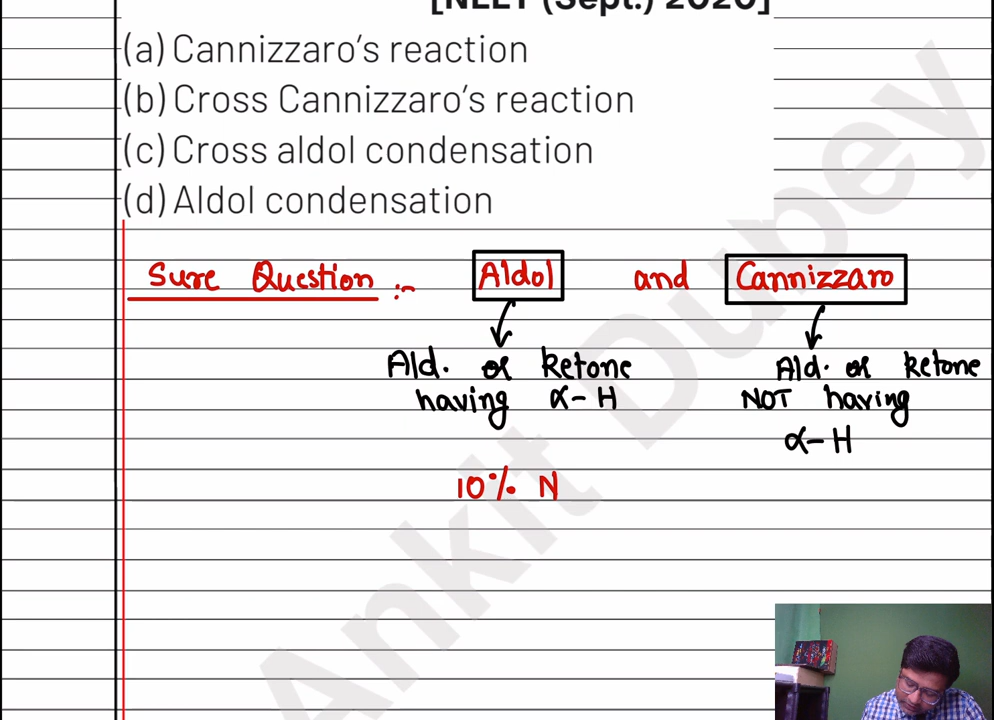 [NEET (Sept.) 2020]
(a) Cannizzaro's reaction
(b) Cross Cannizzaro's reaction
(c) Cross aldol condensation
(d) Aldol condensation
Sure Question :- Aldol and Cannizzaro
Ald. or ketone
having α-H
Ald. or ketone
NOT having
α-H
10% N
Ankit Dubey